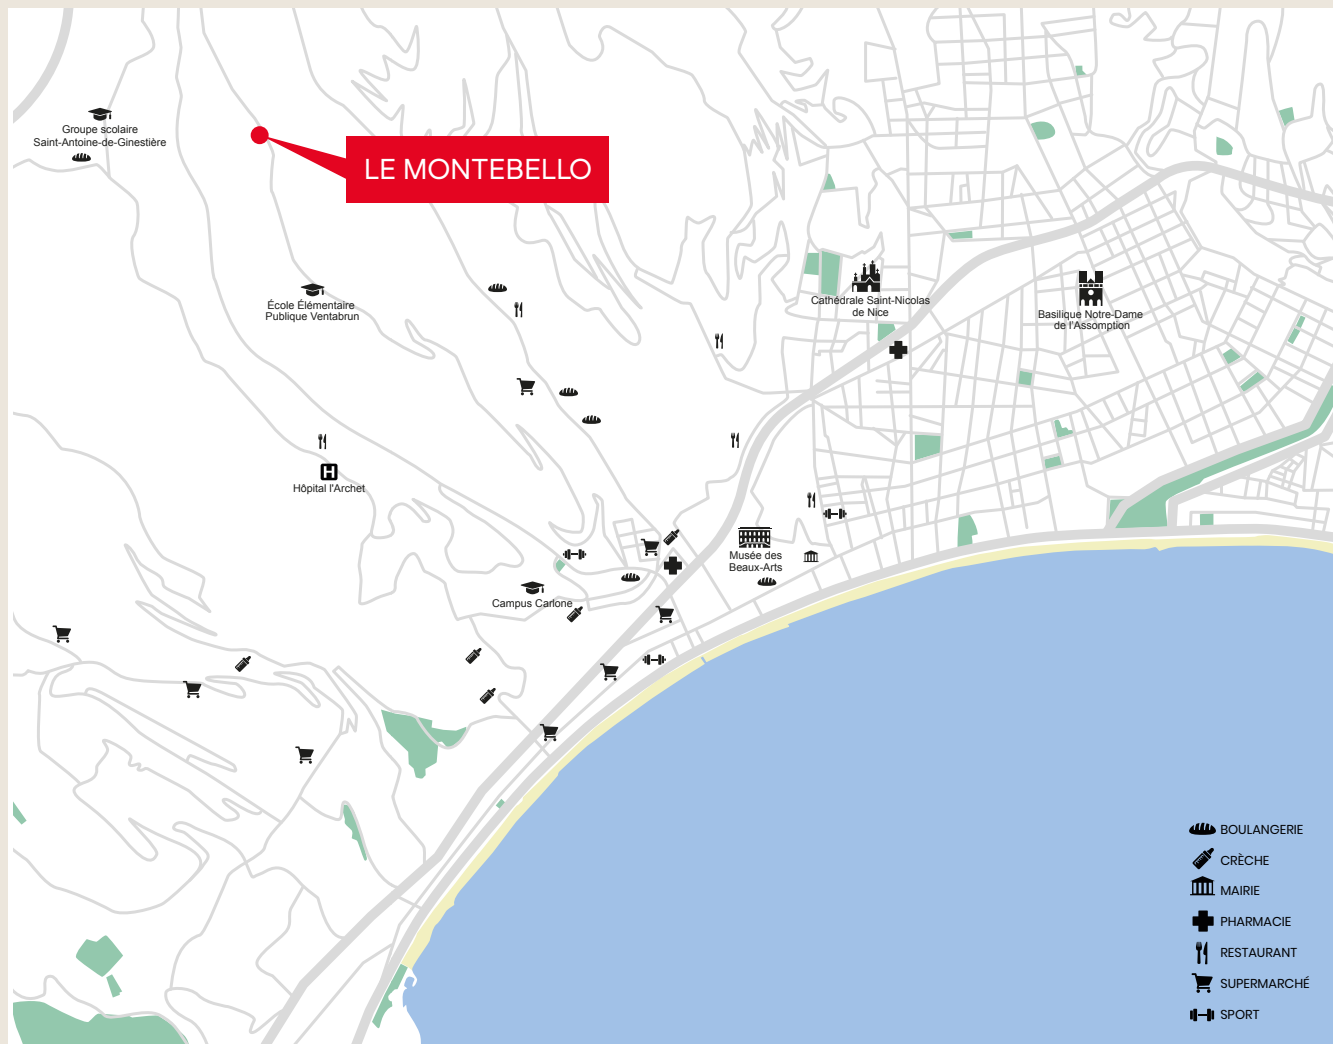 Groupe scolaire
Saint-Antoine-de-Ginestière
LE MONTEBELLO
École Élémentaire
Publique Ventabrun
Cathédrale Saint-Nicolas
de Nice
Basilique Notre-Dame
de l'Assomption
Hôpital l'Archet
H
Musée des
Beaux-Arts
Campus Carlone
BOULANGERIE
CRÈCHE
MAIRIE
PHARMACIE
RESTAURANT
SUPERMARCHÉ
SPORT